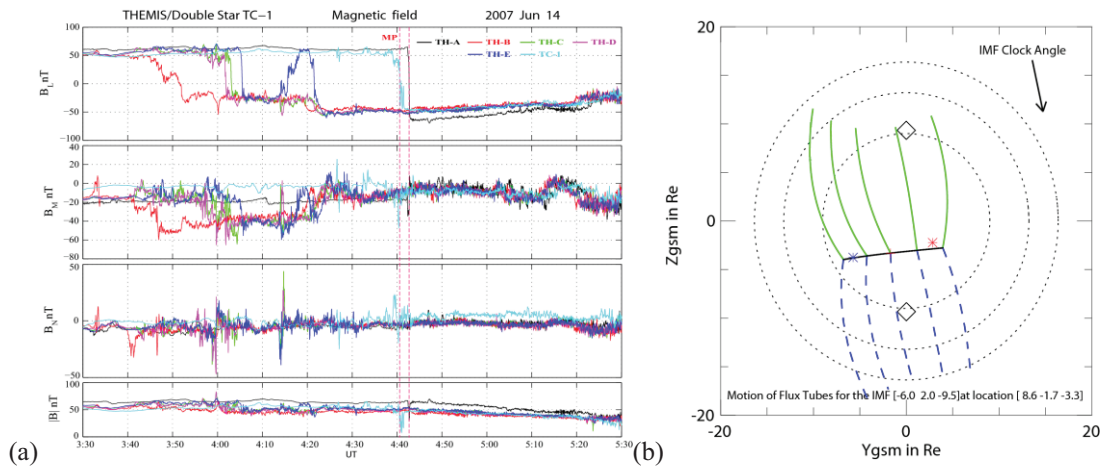 THEMIS/Double Star TC-1 Magnetic field 2007 Jun 14
MP TH-A TH-B TH-C TH-D
TH-E TC-1
100
50
0
−50
−100
B_L nT
40
20
0
−20
−40
−60
−80
B_M nT
50
0
−50
B_N nT
100
50
0
|B| nT
3:30 3:40 3:50 4:00 4:10 4:20 4:30 4:40 4:50 5:00 5:10 5:20 5:30
UT
(a)
20
10
0
-10
-20
Zgsm in Re
IMF Clock Angle
Motion of Flux Tubes for the IMF [-6.0 2.0 -9.5]at location [ 8.6 -1.7 -3.3]
-20 -10 0 10 20
Ygsm in Re
(b)